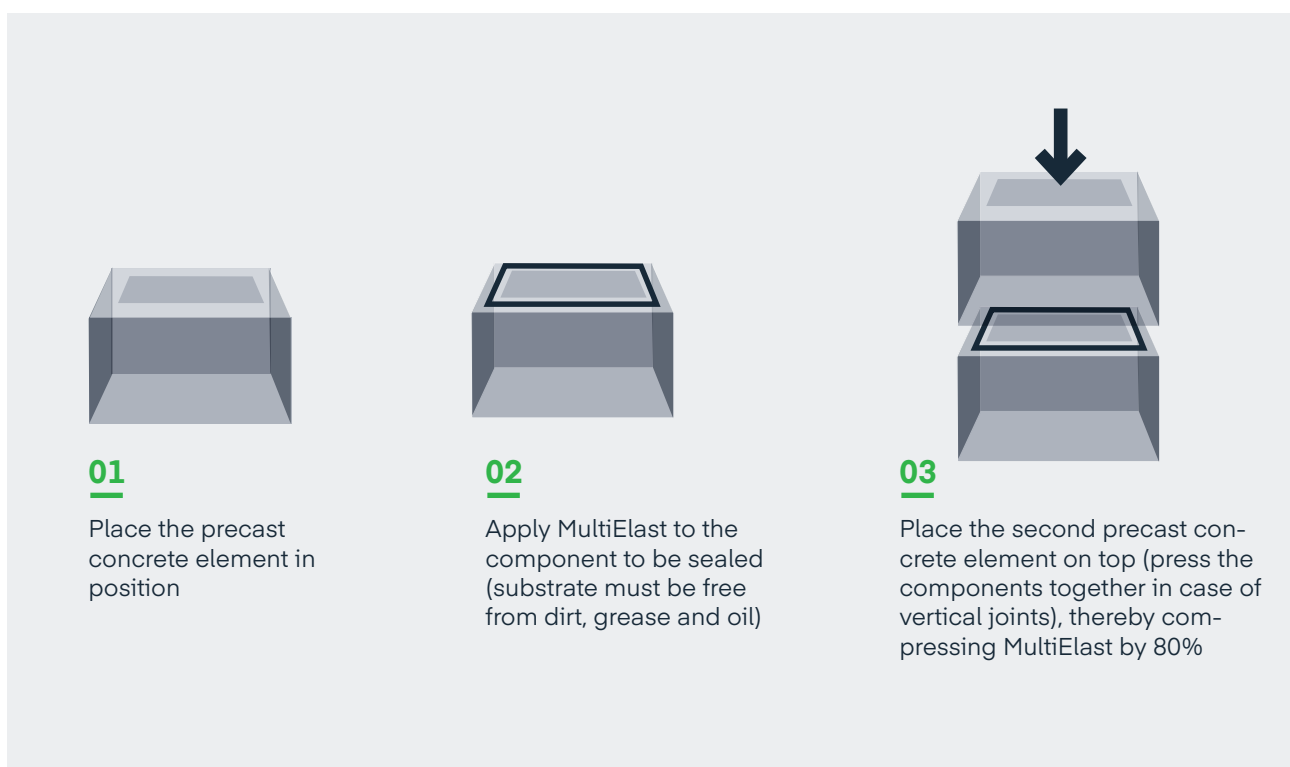 01
Place the precast
concrete element in
position
02
Apply MultiElast to the
component to be sealed
(substrate must be free
from dirt, grease and oil)
03
Place the second precast con-
crete element on top (press the
components together in case of
vertical joints), thereby com-
pressing MultiElast by 80%